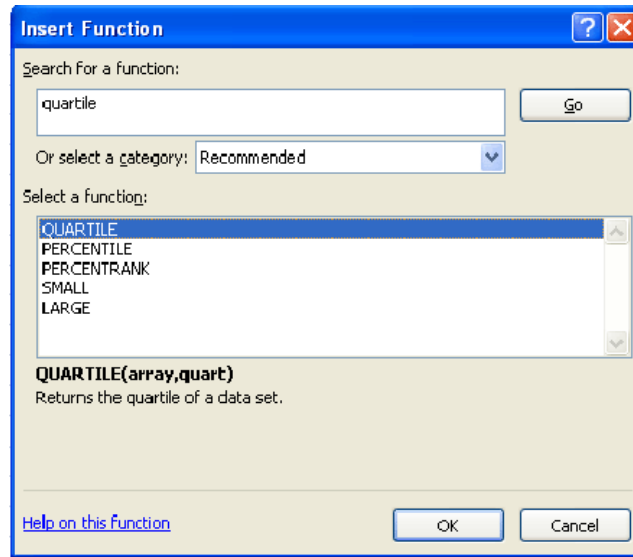 Insert Function
Search for a function:
quartile
Go
Or select a category: Recommended
Select a function:
QUARTILE
PERCENTILE
PERCENTRANK
SMALL
LARGE
QUARTILE(array,quart)
Returns the quartile of a data set.
Help on this function OK Cancel